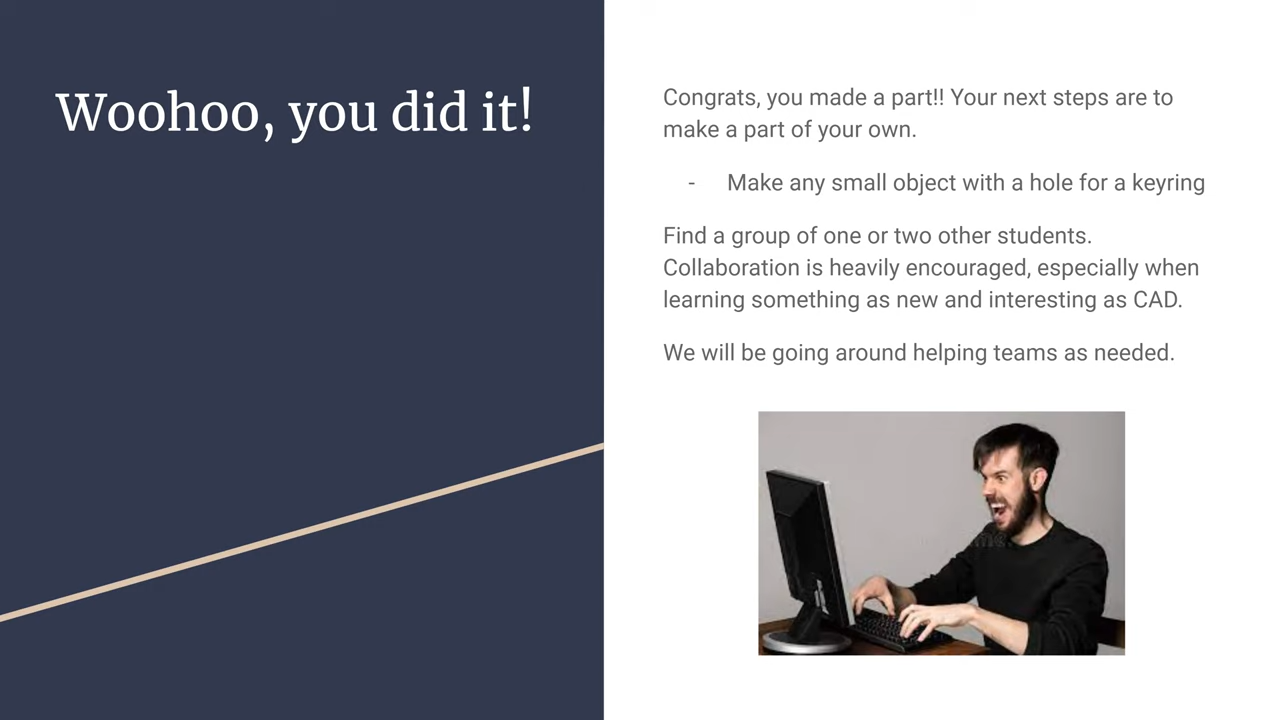 Woohoo, you did it!
Congrats, you made a part!! Your next steps are to
make a part of your own.
- Make any small object with a hole for a keyring
Find a group of one or two other students.
Collaboration is heavily encouraged, especially when
learning something as new and interesting as CAD.
We will be going around helping teams as needed.